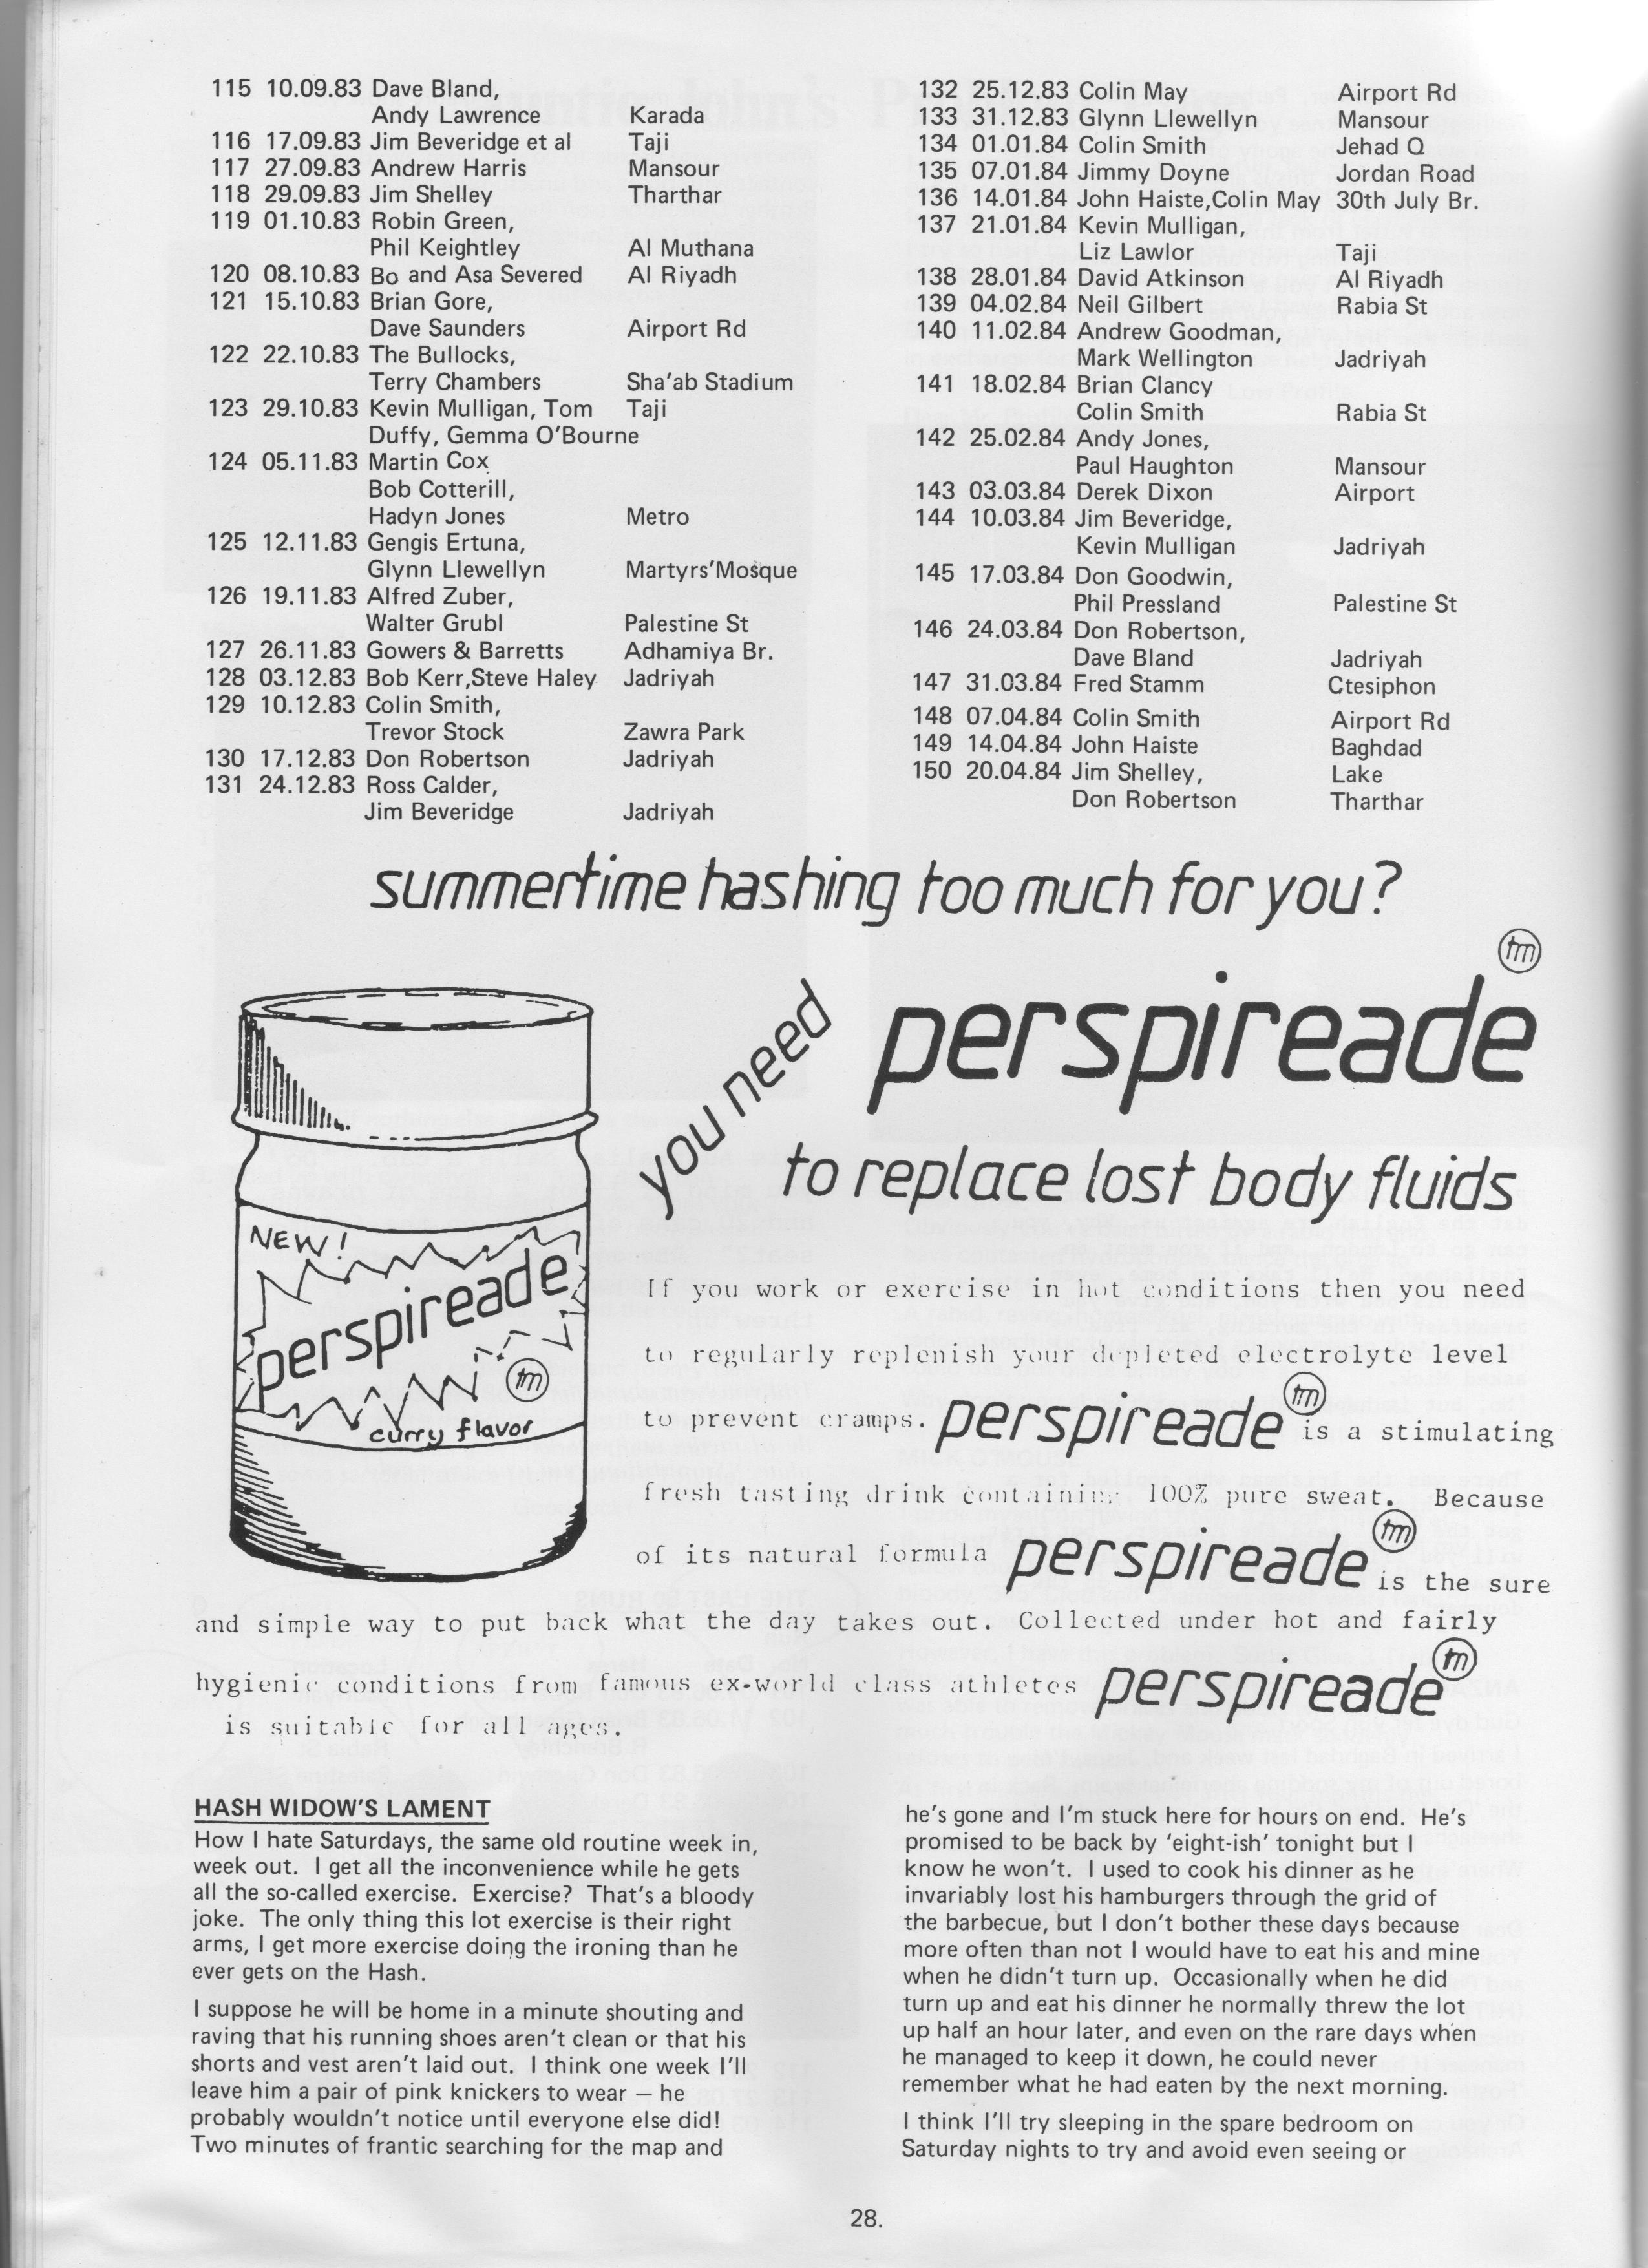 115 10.09.83 Dave Bland,
Andy Lawrence Karada
116 17.09.83 Jim Beveridge et al Taji
117 27.09.83 Andrew Harris Mansour
118 29.09.83 Jim Shelley Tharthar
119 01.10.83 Robin Green,
Phil Keightley Al Muthana
120 08.10.83 Bo and Asa Severed Al Riyadh
121 15.10.83 Brian Gore,
Dave Saunders Airport Rd
122 22.10.83 The Bullocks,
Terry Chambers Sha'ab Stadium
123 29.10.83 Kevin Mulligan, Tom Taji
Duffy, Gemma O'Bourne
124 05.11.83 Martin Cox
Bob Cotterill,
Hadyn Jones Metro
125 12.11.83 Gengis Ertuna,
Glynn Llewellyn Martyrs'Mosque
126 19.11.83 Alfred Zuber,
Walter Grubl Palestine St
127 26.11.83 Gowers & Barretts Adhamiya Br.
128 03.12.83 Bob Kerr,Steve Haley Jadriyah
129 10.12.83 Colin Smith,
Trevor Stock Zawra Park
130 17.12.83 Don Robertson Jadriyah
131 24.12.83 Ross Calder,
Jim Beveridge Jadriyah
132 25.12.83 Colin May Airport Rd
133 31.12.83 Glynn Llewellyn Mansour
134 01.01.84 Colin Smith Jehad Q
135 07.01.84 Jimmy Doyne Jordan Road
136 14.01.84 John Haiste,Colin May 30th July Br.
137 21.01.84 Kevin Mulligan,
Liz Lawlor Taji
138 28.01.84 David Atkinson Al Riyadh
139 04.02.84 Neil Gilbert Rabia St
140 11.02.84 Andrew Goodman,
Mark Wellington Jadriyah
141 18.02.84 Brian Clancy
Colin Smith Rabia St
142 25.02.84 Andy Jones,
Paul Haughton Mansour
143 03.03.84 Derek Dixon Airport
144 10.03.84 Jim Beveridge,
Kevin Mulligan Jadriyah
145 17.03.84 Don Goodwin,
Phil Pressland Palestine St
146 24.03.84 Don Robertson,
Dave Bland Jadriyah
147 31.03.84 Fred Stamm Ctesiphon
148 07.04.84 Colin Smith Airport Rd
149 14.04.84 John Haiste Baghdad
150 20.04.84 Jim Shelley, Lake
Don Robertson Tharthar
summertime hashing too much for you?
you need perspireade tm
to replace lost body fluids
NEW!
perspireade
tm
curry flavor
If you work or exercise in hot conditions then you need
to regularly replenish your depleted electrolyte level
to prevent cramps. perspireade tm is a stimulating
fresh tasting drink containing 100% pure sweat. Because
of its natural formula perspireade tm is the sure
and simple way to put back what the day takes out. Collected under hot and fairly
hygienic conditions from famous ex-world class athletes perspireade tm
is suitable for all ages.
HASH WIDOW'S LAMENT
How I hate Saturdays, the same old routine week in,
week out. I get all the inconvenience while he gets
all the so-called exercise. Exercise? That's a bloody
joke. The only thing this lot exercise is their right
arms, I get more exercise doing the ironing than he
ever gets on the Hash.
I suppose he will be home in a minute shouting and
raving that his running shoes aren't clean or that his
shorts and vest aren't laid out. I think one week I'll
leave him a pair of pink knickers to wear — he
probably wouldn't notice until everyone else did!
Two minutes of frantic searching for the map and
he's gone and I'm stuck here for hours on end. He's
promised to be back by 'eight-ish' tonight but I
know he won't. I used to cook his dinner as he
invariably lost his hamburgers through the grid of
the barbecue, but I don't bother these days because
more often than not I would have to eat his and mine
when he didn't turn up. Occasionally when he did
turn up and eat his dinner he normally threw the lot
up half an hour later, and even on the rare days when
he managed to keep it down, he could never
remember what he had eaten by the next morning.
I think I'll try sleeping in the spare bedroom on
Saturday nights to try and avoid even seeing or
28.